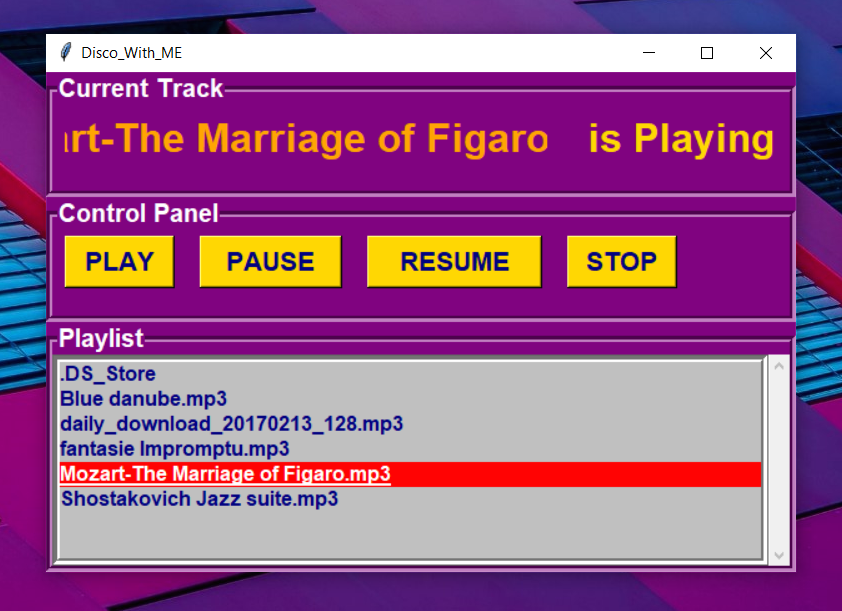 Disco_With_ME
Current Track
art-The Marriage of Figaro is Playing
Control Panel
PLAY PAUSE RESUME STOP
Playlist
.DS_Store
Blue danube.mp3
daily_download_20170213_128.mp3
fantasie Impromptu.mp3
Mozart-The Marriage of Figaro.mp3
Shostakovich Jazz suite.mp3